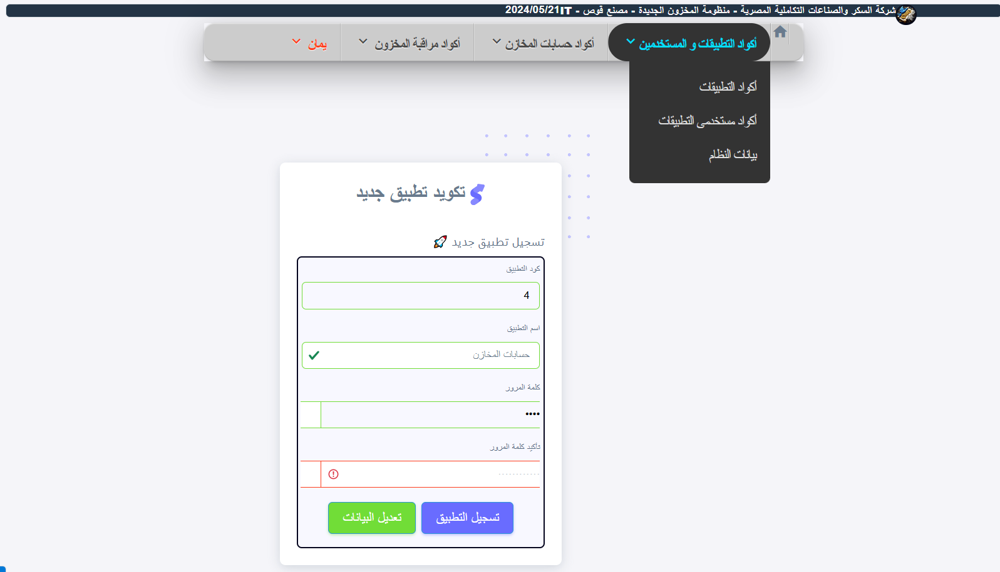 شركة السكر والصناعات التكاملية المصرية - منظومة المخزون الجديدة - مصنع قوص - IT2024/05/21
أكواد التطبيقات و المستخدمين
أكواد حسابات المخازن
أكواد مراقبة المخزون
يمان
أكواد التطبيقات
أكواد مستخدمى التطبيقات
بيانات النظام
تكويد تطبيق جديد
تسجيل تطبيق جديد 🚀
كود التطبيق
4
اسم التطبيق
حسابات المخازن
كلمة المرور
••••
تأكيد كلمة المرور
------------
تسجيل التطبيق
تعديل البيانات